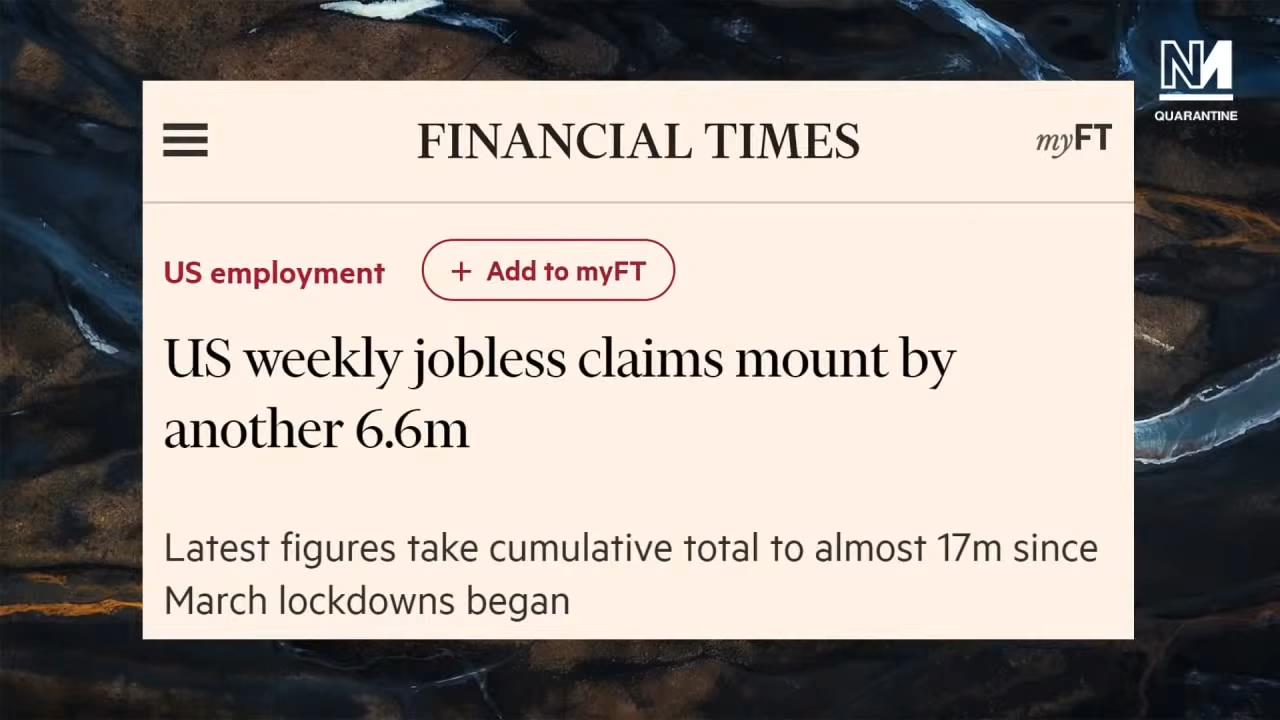 NM
QUARANTINE
FINANCIAL TIMES
myFT
US employment
+ Add to myFT
US weekly jobless claims mount by
another 6.6m
Latest figures take cumulative total to almost 17m since
March lockdowns began